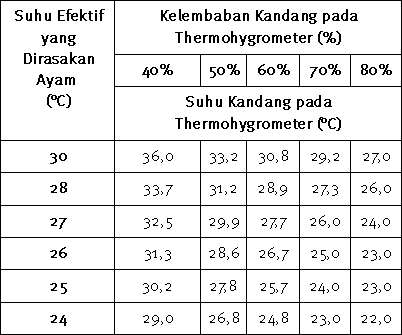 Suhu Efektif
yang
Dirasakan
Ayam
(°C)
Kelembaban Kandang pada
Thermohygrometer (%)
40% 50% 60% 70% 80%
Suhu Kandang pada
Thermohygrometer (°C)
30 36,0 33,2 30,8 29,2 27,0
28 33,7 31,2 28,9 27,3 26,0
27 32,5 29,9 27,7 26,0 24,0
26 31,3 28,6 26,7 25,0 23,0
25 30,2 27,8 25,7 24,0 23,0
24 29,0 26,8 24,8 23,0 22,0